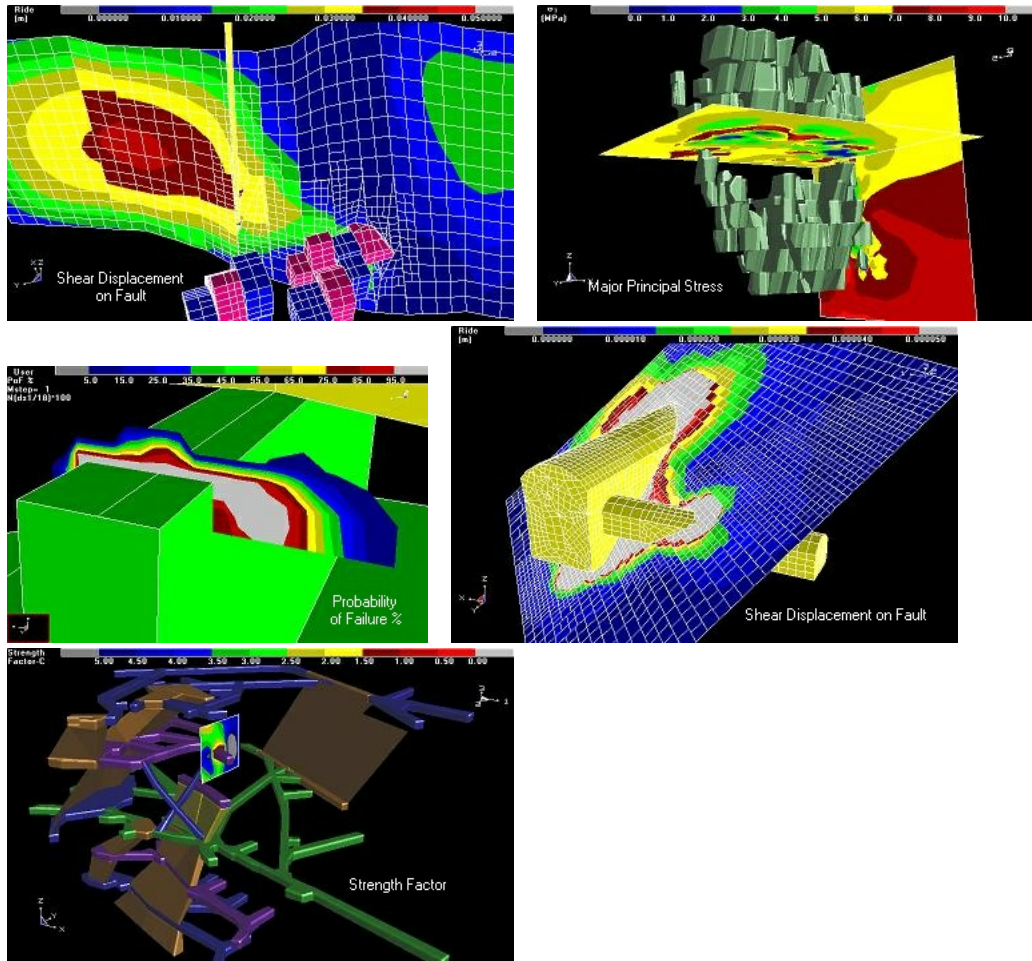 Ride
(m)
0.000000 0.010000 0.020000 0.030000 0.040000 0.050000
Shear Displacement
on Fault
(MPa)
0.0 1.0 2.0 3.0 4.0 5.0 6.0 7.0 8.0 9.0 10.0
Major Principal Stress
User
PoF %
5.0 15.0 25.0 35.0 45.0 55.0 65.0 75.0 85.0 95.0
Mstep= 1
N(ds1/18)*100
Probability
of Failure %
Ride
(m)
0.000000 0.000010 0.000020 0.000030 0.000040 0.000050
Shear Displacement on Fault
Strength
Factor-C
5.00 4.50 4.00 3.50 3.00 2.50 2.00 1.50 1.00 0.50 0.00
Strength Factor